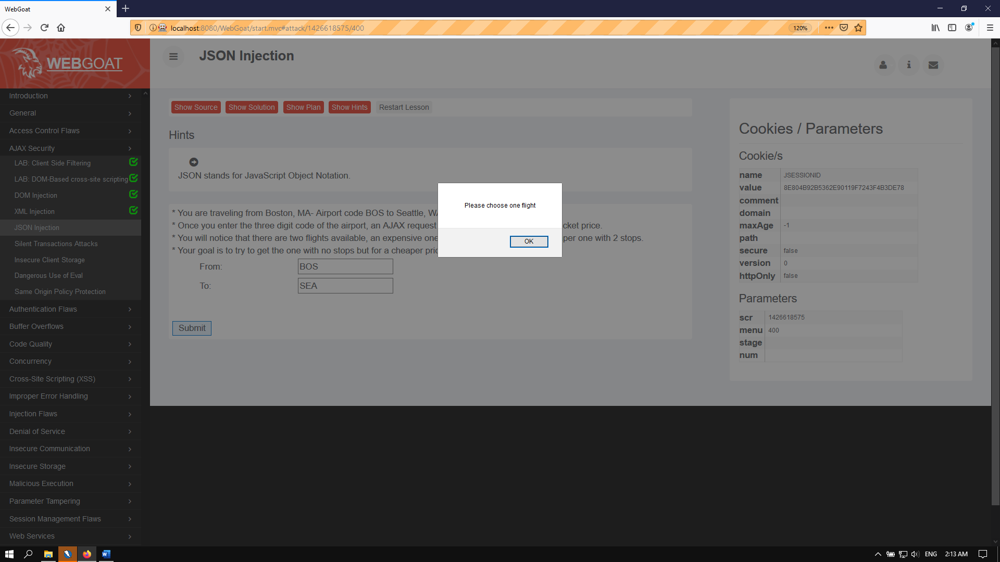 WebGoat
localhost:8080/WebGoat/start.mvc#attack/1426618575/400
120%
WEBGOAT
JSON Injection
Introduction
General
Access Control Flaws
AJAX Security
LAB: Client Side Filtering
LAB: DOM-Based cross-site scripting
DOM Injection
XML Injection
JSON Injection
Silent Transactions Attacks
Insecure Client Storage
Dangerous Use of Eval
Same Origin Policy Protection
Authentication Flaws
Buffer Overflows
Code Quality
Concurrency
Cross-Site Scripting (XSS)
Improper Error Handling
Injection Flaws
Denial of Service
Insecure Communication
Insecure Storage
Malicious Execution
Parameter Tampering
Session Management Flaws
Web Services
Show Source Show Solution Show Plan Show Hints Restart Lesson
Hints
JSON stands for JavaScript Object Notation.
* You are traveling from Boston, MA- Airport code BOS to Seattle, WA
* Once you enter the three digit code of the airport, an AJAX request cket price.
* You will notice that there are two flights available, an expensive one per one with 2 stops.
* Your goal is to try to get the one with no stops but for a cheaper pric
From: BOS
To: SEA
Submit
Please choose one flight
OK
Cookies / Parameters
Cookie/s
name JSESSIONID
value 8E804B92B5362E90119F7243F4B3DE78
comment
domain
maxAge -1
path
secure false
version 0
httpOnly false
Parameters
scr 1426618575
menu 400
stage
num
ENG 2:13 AM